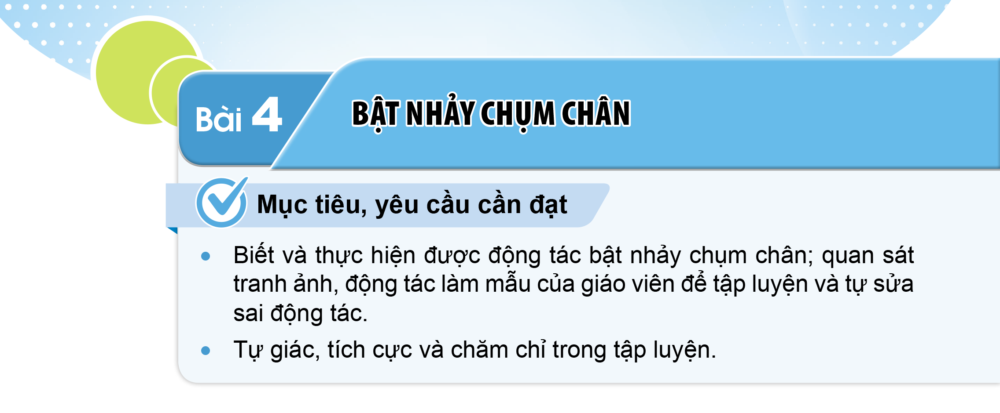 Bài 4
BẬT NHẢY CHỤM CHÂN
Mục tiêu, yêu cầu cần đạt
• Biết và thực hiện được động tác bật nhảy chụm chân; quan sát
tranh ảnh, động tác làm mẫu của giáo viên để tập luyện và tự sửa
sai động tác.
• Tự giác, tích cực và chăm chỉ trong tập luyện.